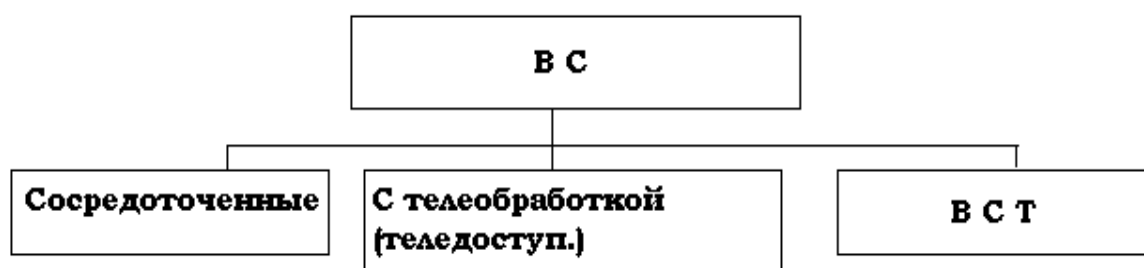 В С
Сосредоточенные
С телеобработкой
(теледоступ.)
В С Т